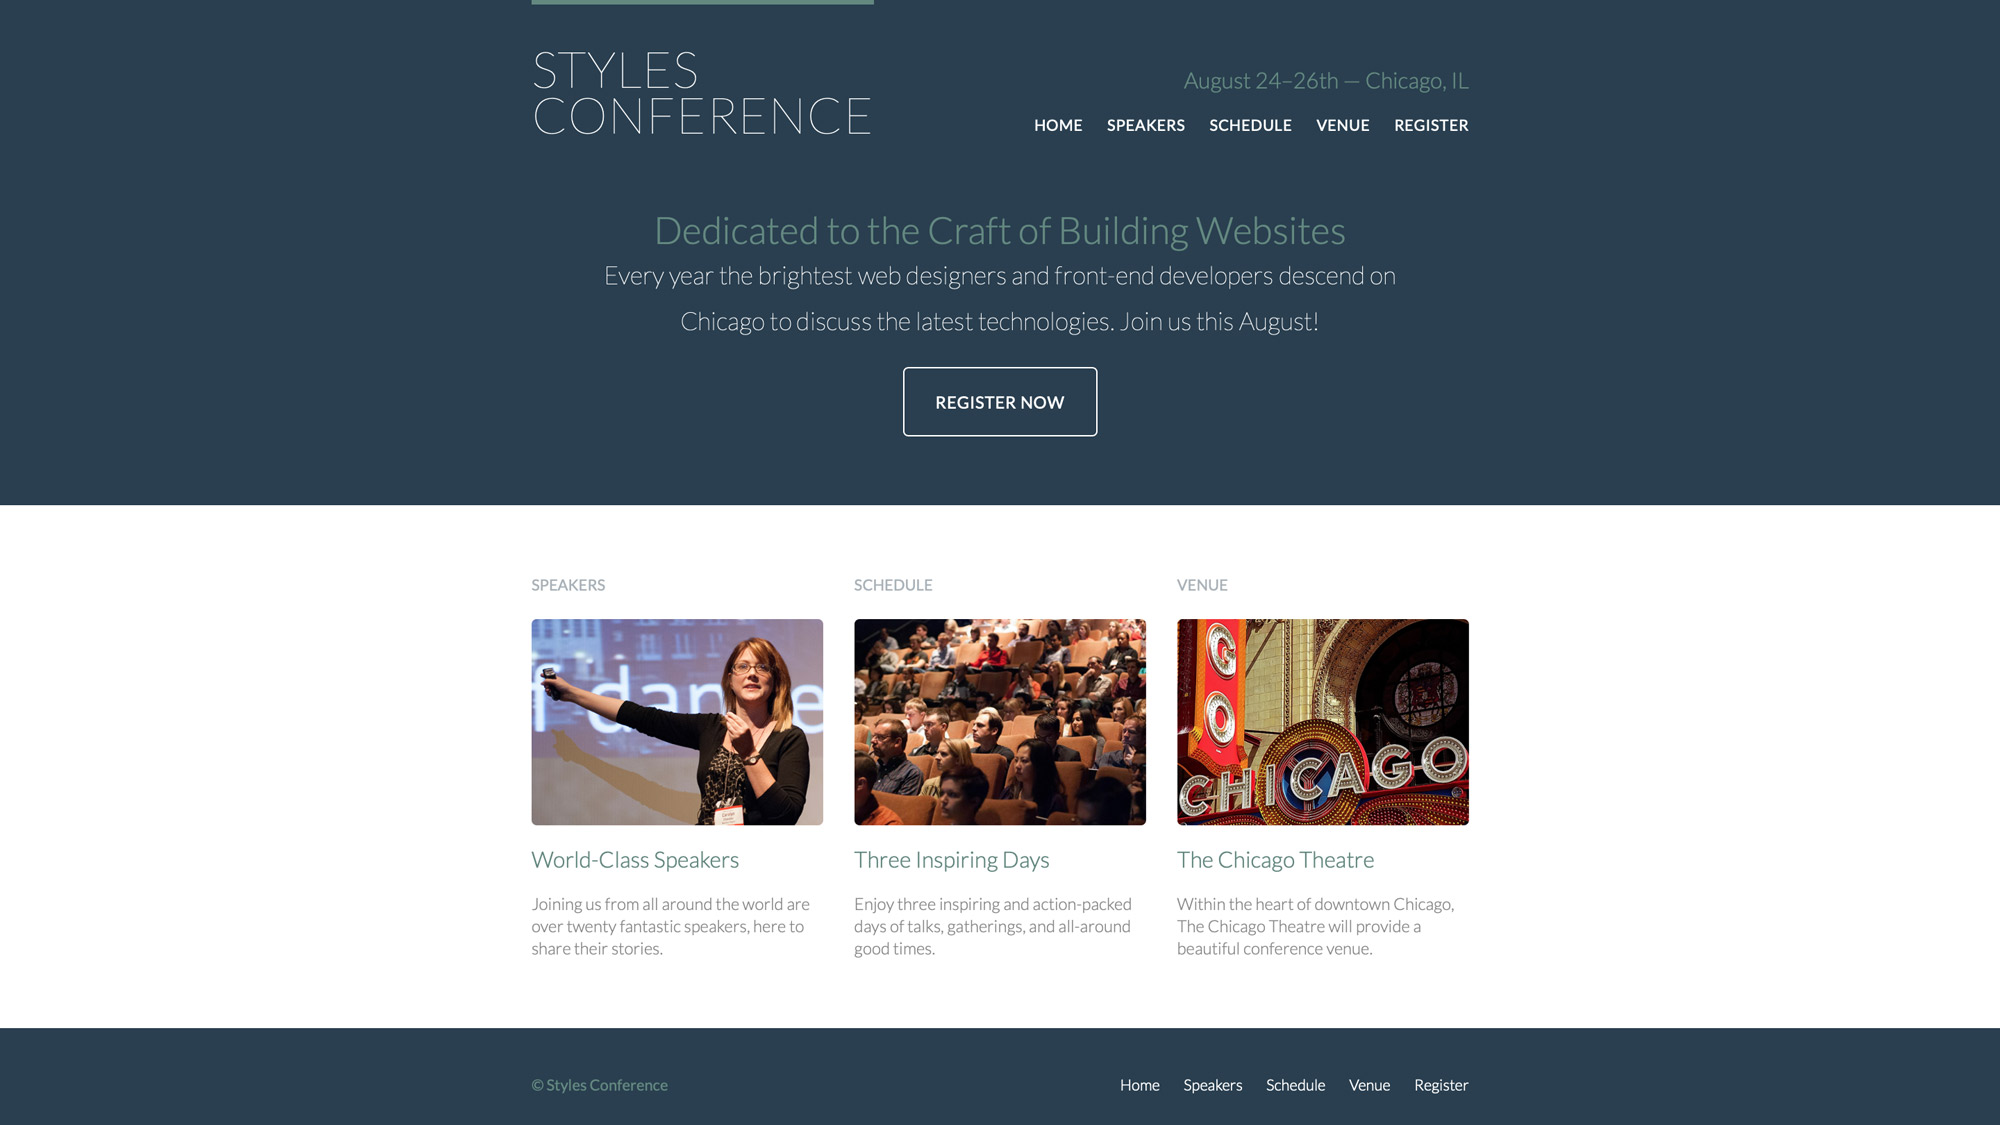 STYLES
CONFERENCE
August 24–26th — Chicago, IL
HOME SPEAKERS SCHEDULE VENUE REGISTER
Dedicated to the Craft of Building Websites
Every year the brightest web designers and front-end developers descend on
Chicago to discuss the latest technologies. Join us this August!
REGISTER NOW
SPEAKERS
SCHEDULE
VENUE
f dan e
GO
CHICAGO
World-Class Speakers
Joining us from all around the world are
over twenty fantastic speakers, here to
share their stories.
Three Inspiring Days
Enjoy three inspiring and action-packed
days of talks, gatherings, and all-around
good times.
The Chicago Theatre
Within the heart of downtown Chicago,
The Chicago Theatre will provide a
beautiful conference venue.
© Styles Conference
Home Speakers Schedule Venue Register